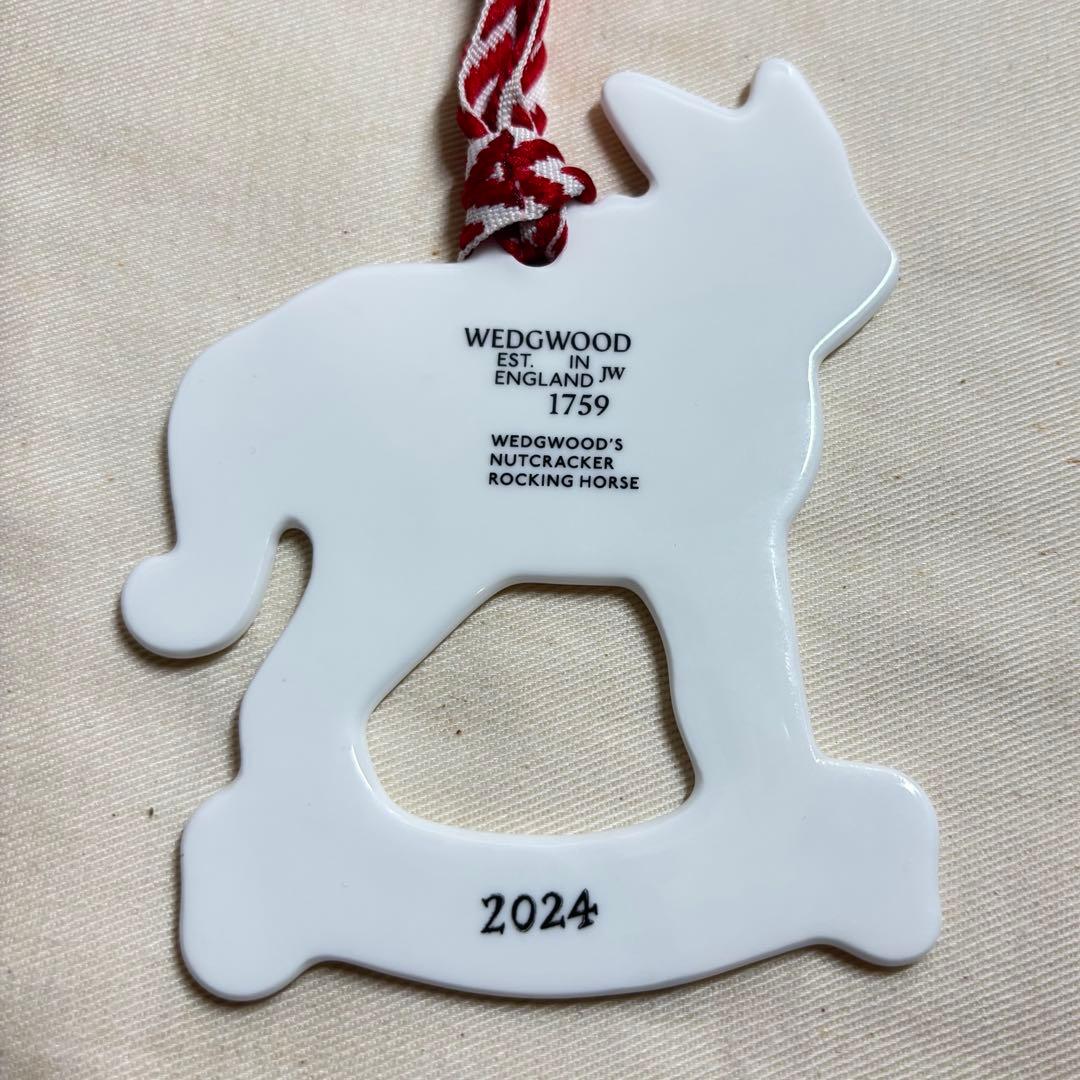 WEDGWOOD
EST. IN
ENGLAND JW
1759
WEDGWOOD'S
NUTCRACKER
ROCKING HORSE
2024